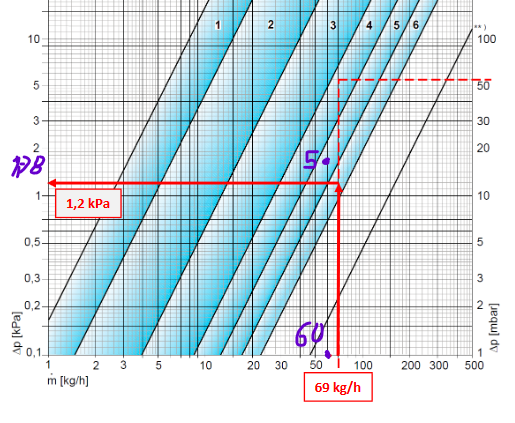 1 2 3 4 5 6 **)
10 100
5 50
3 30
2 20
5.
1 10
1,2 kPa
0,5 5
0,3 3
0,2 2
60
Δp [kPa] Δp [mbar]
0,1 1
1 2 3 5 10 20 30 50 100 200 300 500
ṁ [kg/h]
69 kg/h